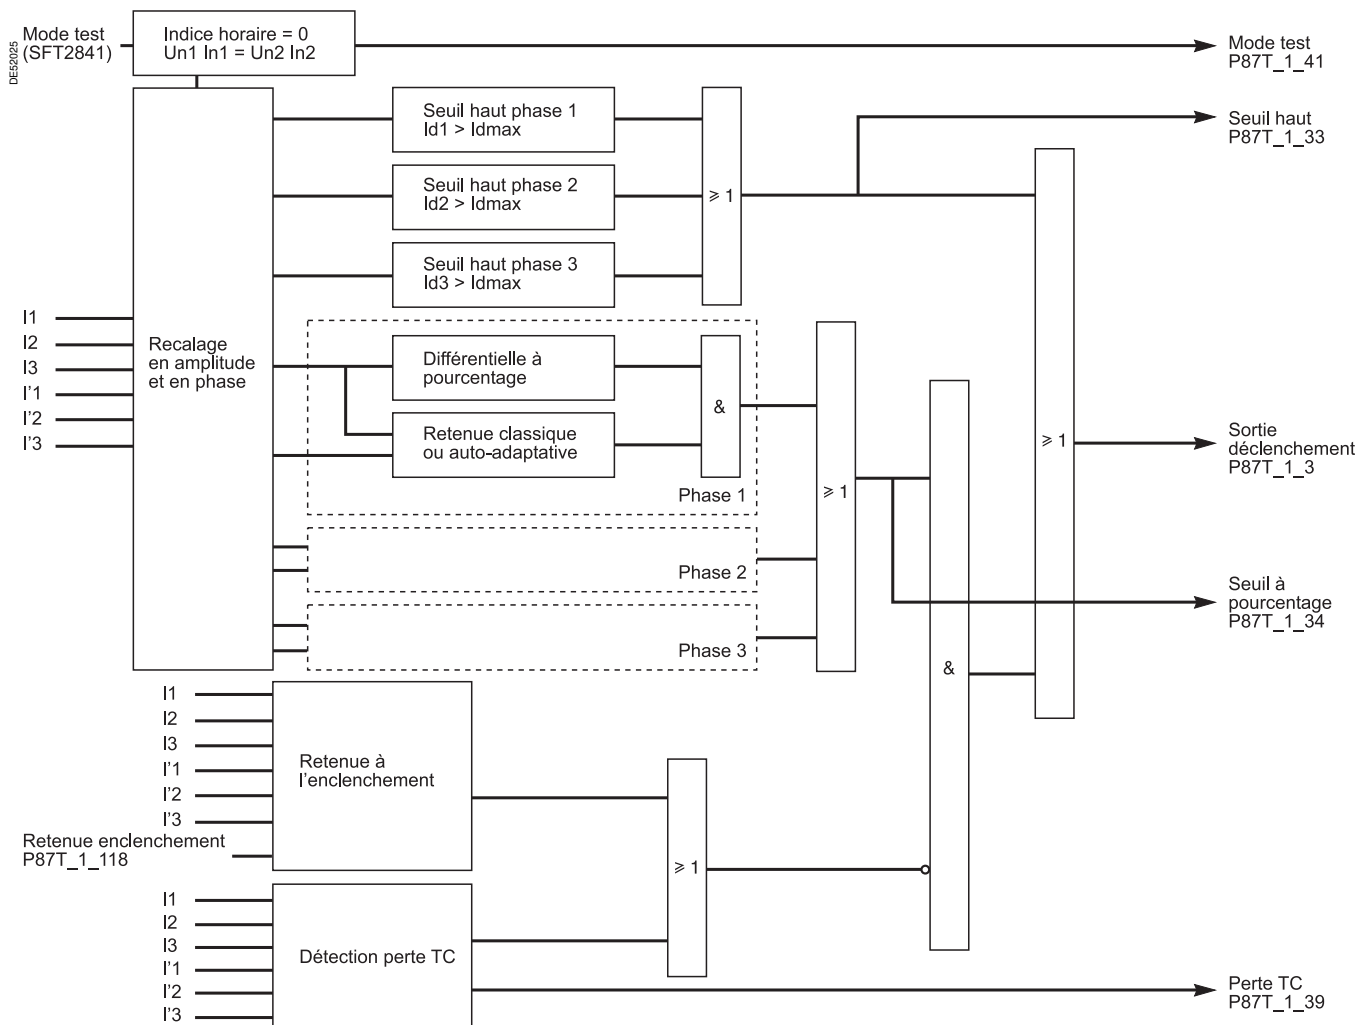 DE52025
Mode test
(SFT2841)
Indice horaire = 0
Un1 In1 = Un2 In2
Mode test
P87T_1_41
Seuil haut phase 1
Id1 > Idmax
Seuil haut
P87T_1_33
Seuil haut phase 2
Id2 > Idmax
≥ 1
Seuil haut phase 3
Id3 > Idmax
I1
I2
I3
I'1
I'2
I'3
Recalage
en amplitude
et en phase
Différentielle à
pourcentage
&
Retenue classique
ou auto-adaptative
Phase 1
≥ 1
≥ 1
Sortie
déclenchement
P87T_1_3
Phase 2
Seuil à
pourcentage
P87T_1_34
Phase 3
&
I1
I2
I3
I'1
I'2
I'3
Retenue à
l'enclenchement
Retenue enclenchement
P87T_1_118
≥ 1
I1
I2
I3
I'1
I'2
I'3
Détection perte TC
Perte TC
P87T_1_39